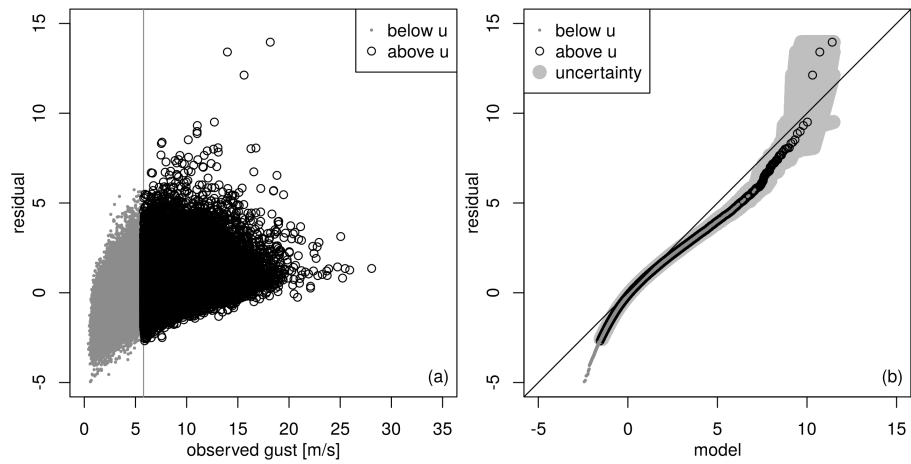 below u
above u
15
10
5
0
-5
residual
(a)
0 5 10 15 20 25 30 35
observed gust [m/s]
below u
above u
uncertainty
15
10
5
0
-5
residual
(b)
-5 0 5 10 15
model